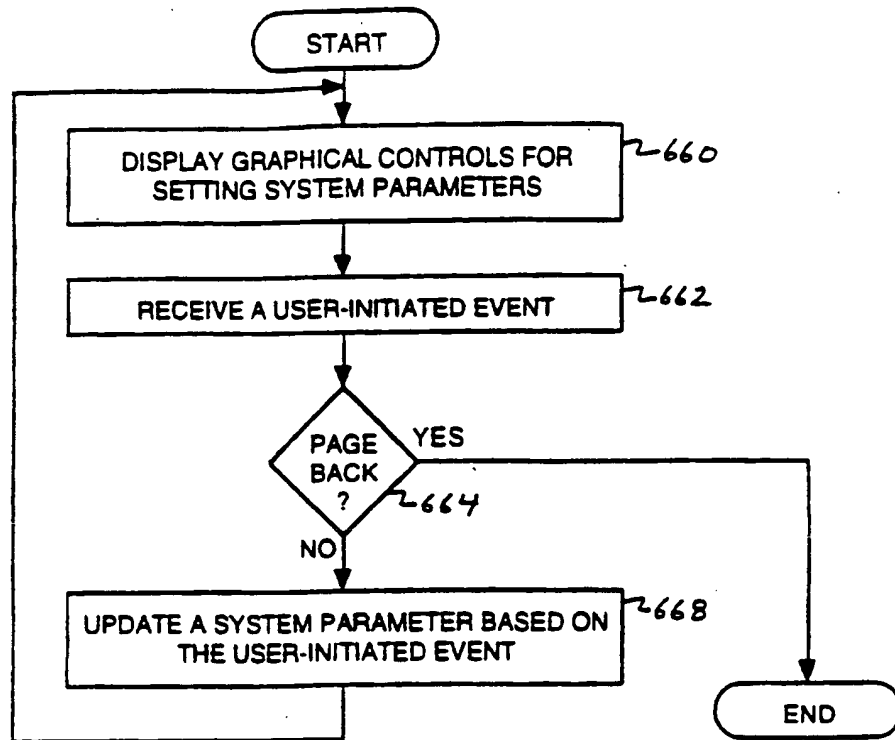 START
DISPLAY GRAPHICAL CONTROLS FOR
SETTING SYSTEM PARAMETERS
660
RECEIVE A USER-INITIATED EVENT
662
PAGE
BACK
?
YES
664
NO
UPDATE A SYSTEM PARAMETER BASED ON
THE USER-INITIATED EVENT
668
END